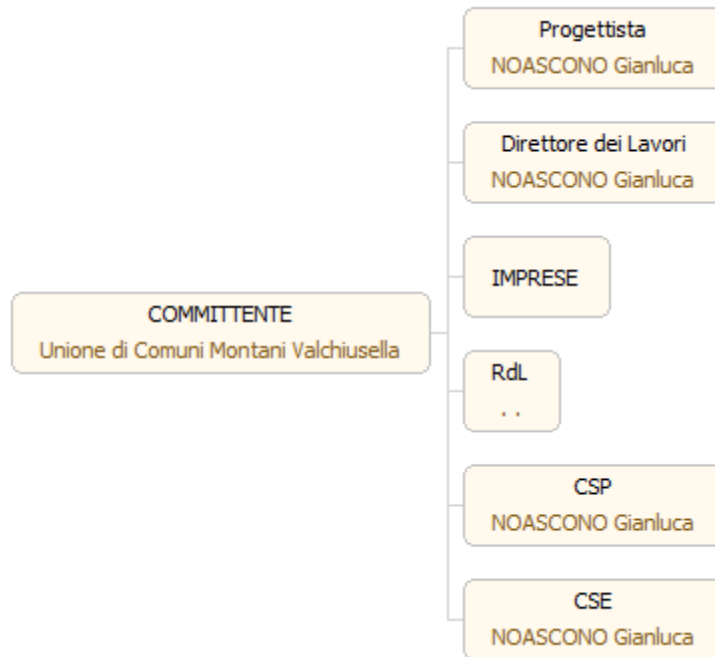 Progettista
NOASCONO Gianluca
Direttore dei Lavori
NOASCONO Gianluca
IMPRESE
COMMITTENTE
Unione di Comuni Montani Valchiusella
RdL
. .
CSP
NOASCONO Gianluca
CSE
NOASCONO Gianluca